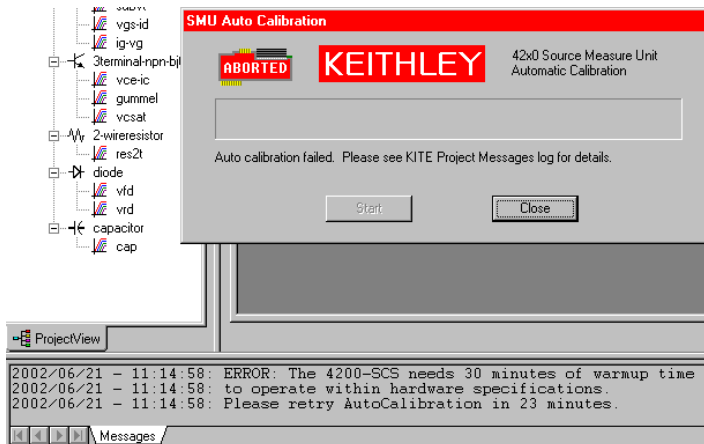 subvt
vgs-id
ig-vg
3terminal-npn-bjt
vce-ic
gummel
vcsat
2-wireresistor
res2t
diode
vfd
vrd
capacitor
cap
ProjectView
SMU Auto Calibration
ABORTED
KEITHLEY
42x0 Source Measure Unit
Automatic Calibration
Auto calibration failed. Please see KITE Project Messages log for details.
Start
Close
2002/06/21 - 11:14:58: ERROR: The 4200-SCS needs 30 minutes of warmup time
2002/06/21 - 11:14:58: to operate within hardware specifications.
2002/06/21 - 11:14:58: Please retry AutoCalibration in 23 minutes.
Messages